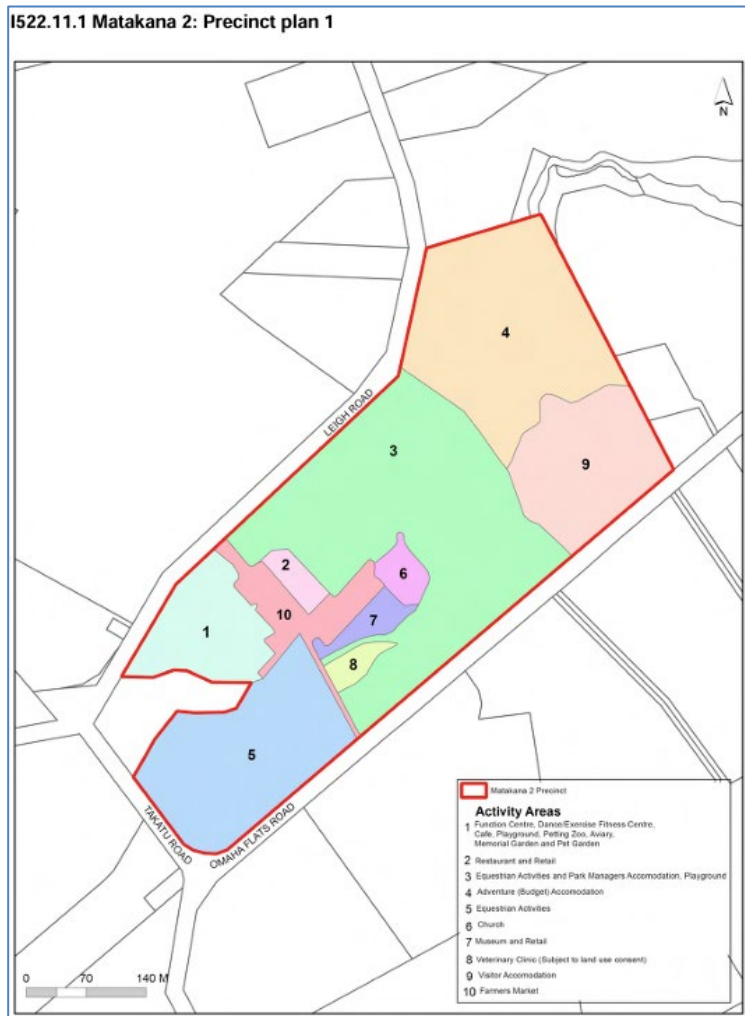 I522.11.1 Matakana 2: Precinct plan 1
N
4
LEIGH ROAD
3
9
2
6
10
7
1
8
5
TAKATU ROAD
OMAHA FLATS ROAD
Matakana 2 Precinct
Activity Areas
1 Function Centre, Dance/Exercise Fitness Centre,
Cafe, Playground, Petting Zoo, Aviary,
Memorial Garden and Pet Garden
2 Restaurant and Retail
3 Equestrian Activities and Park Managers Accomodation, Playground
4 Adventure (Budget) Accomodation
5 Equestrian Activities
6 Church
7 Museum and Retail
8 Veterinary Clinic (Subject to land use consent)
9 Visitor Accomodation
10 Farmers Market
0 70 140 M